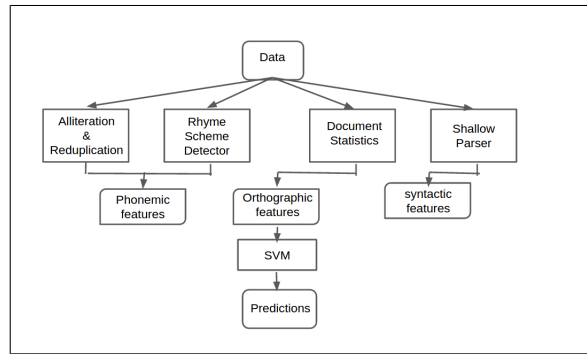 Data
Alliteration
&
Reduplication
Rhyme
Scheme
Detector
Document
Statistics
Shallow
Parser
Phonemic
features
Orthographic
features
syntactic
features
SVM
Predictions